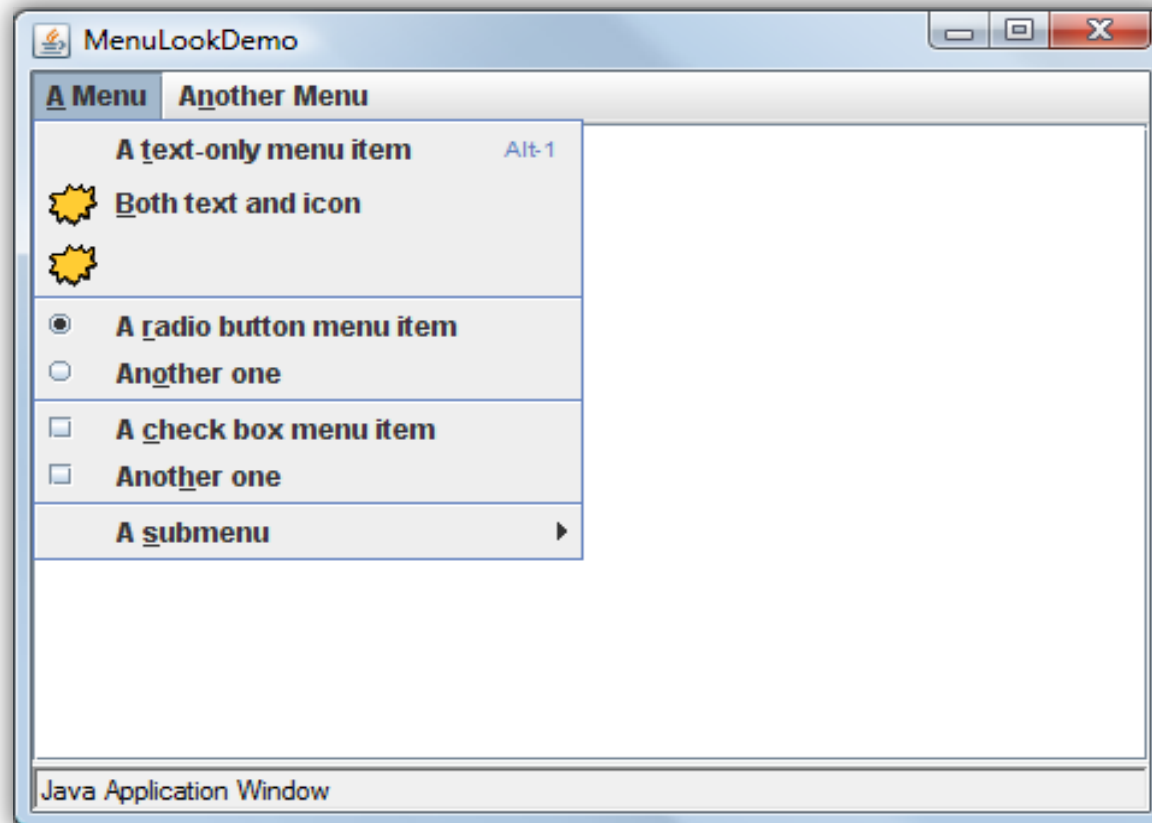 MenuLookDemo
A Menu Another Menu
A text-only menu item Alt-1
Both text and icon
A radio button menu item
Another one
A check box menu item
Another one
A submenu
Java Application Window